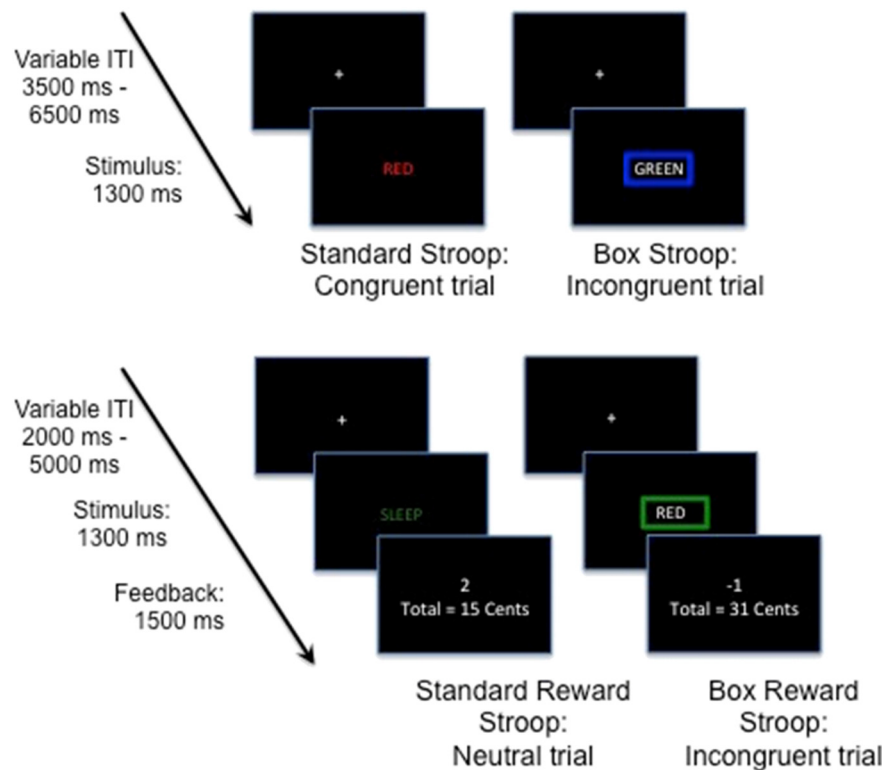 Variable ITI
3500 ms -
6500 ms
Stimulus:
1300 ms
+
+
RED
GREEN
Standard Stroop:
Congruent trial
Box Stroop:
Incongruent trial
Variable ITI
2000 ms -
5000 ms
Stimulus:
1300 ms
Feedback:
1500 ms
+
+
SLEEP
RED
2
Total = 15 Cents
-1
Total = 31 Cents
Standard Reward
Stroop:
Neutral trial
Box Reward
Stroop:
Incongruent trial